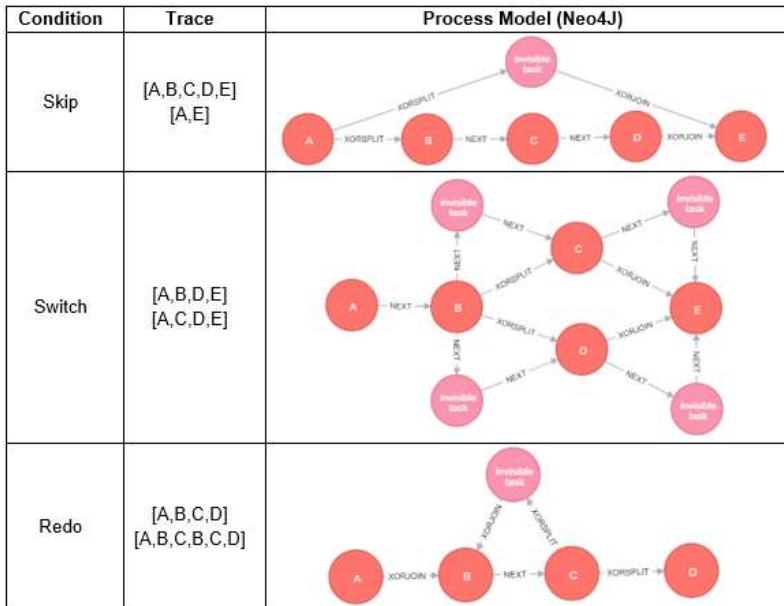 Condition Trace Process Model (Neo4J)
Skip
[A,B,C,D,E]
[A,E]
invisible
task
XORSPLIT
XORJOIN
A XORSPLIT B NEXT C NEXT D XORJOIN E
Switch
[A,B,D,E]
[A,C,D,E]
invisible
task
invisible
task
NEXT
NEXT
NEXT
C
NEXT
XORSPLIT
XORJOIN
A NEXT B
E
XORSPLIT
XORJOIN
D
NEXT
NEXT
NEXT
NEXT
invisible
task
invisible
task
Redo
[A,B,C,D]
[A,B,C,B,C,D]
invisible
task
XORJOIN
XORSPLIT
A XORJOIN B NEXT C XORSPLIT D